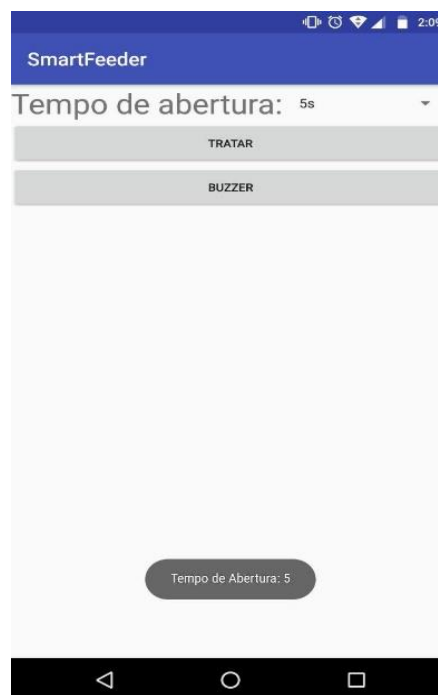 2:09
SmartFeeder
Tempo de abertura: 5s
TRATAR
BUZZER
Tempo de Abertura: 5